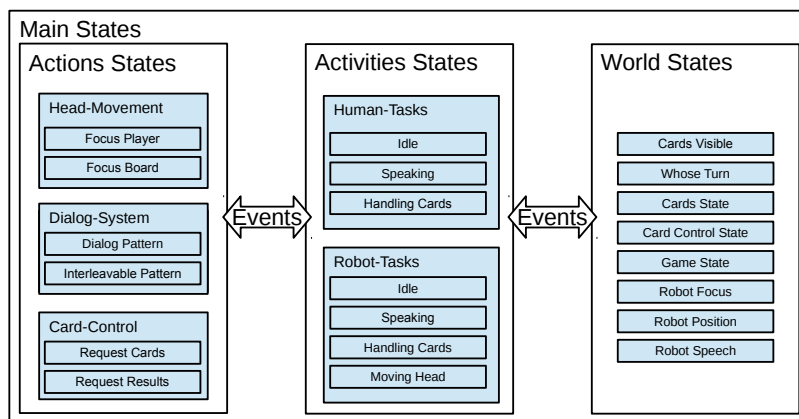 Main States
Actions States
Head-Movement
Focus Player
Focus Board
Dialog-System
Dialog Pattern
Interleavable Pattern
Card-Control
Request Cards
Request Results
Events
Activities States
Human-Tasks
Idle
Speaking
Handling Cards
Robot-Tasks
Idle
Speaking
Handling Cards
Moving Head
Events
World States
Cards Visible
Whose Turn
Cards State
Card Control State
Game State
Robot Focus
Robot Position
Robot Speech